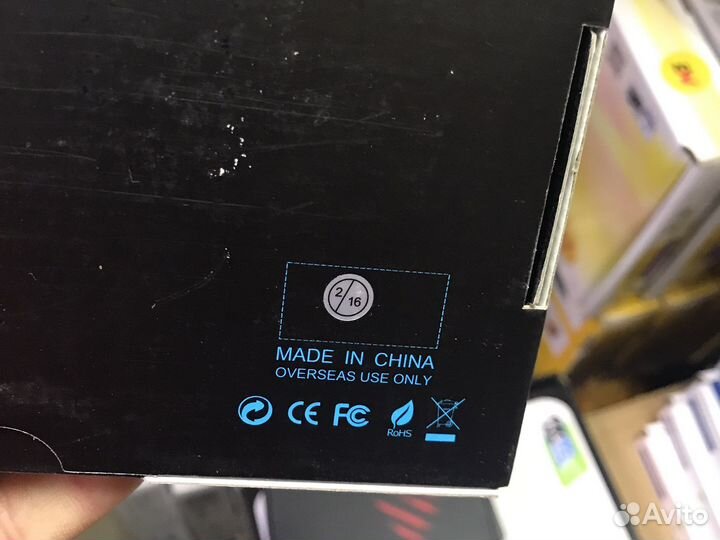 2/16
MADE IN CHINA
OVERSEAS USE ONLY
CE FC
RoHS
Avito